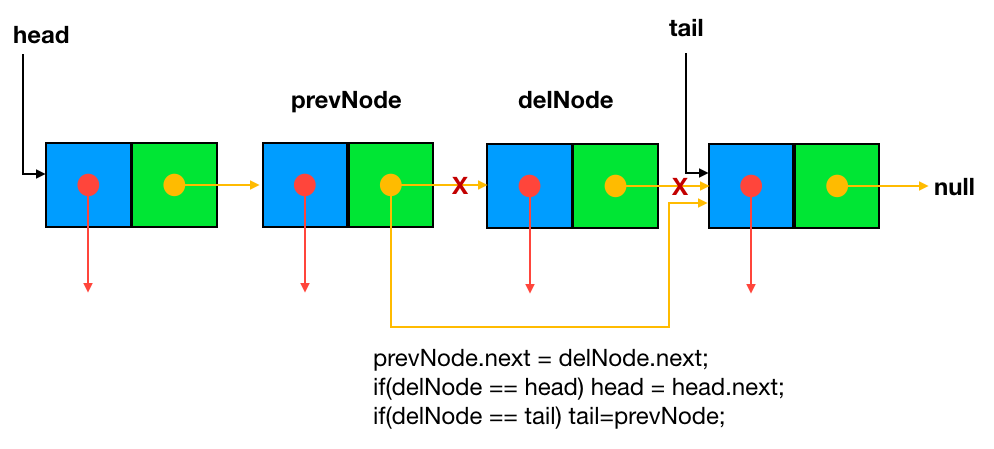 head
tail
prevNode
delNode
X
X
null
prevNode.next = delNode.next;
if(delNode == head) head = head.next;
if(delNode == tail) tail=prevNode;